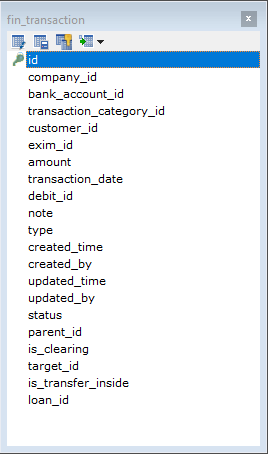 fin_transaction
id
company_id
bank_account_id
transaction_category_id
customer_id
exim_id
amount
transaction_date
debit_id
note
type
created_time
created_by
updated_time
updated_by
status
parent_id
is_clearing
target_id
is_transfer_inside
loan_id